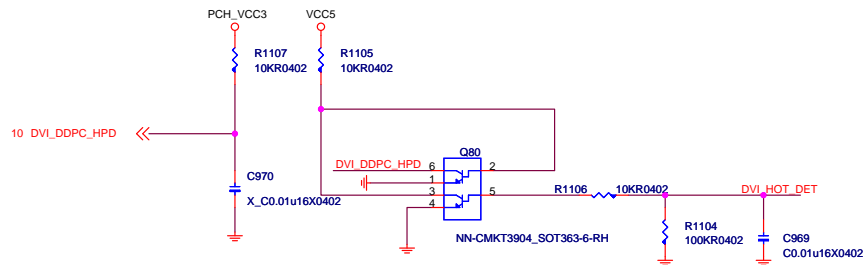 PCH_VCC3 VCC5
R1107 R1105
10KR0402 10KR0402
10 DVI_DDPC_HPD
Q80
DVI_DDPC_HPD 6 2
C970 1
X_C0.01u16X0402 3 5 R1106 10KR0402 DVI_HOT_DET
4
R1104
NN-CMKT3904_SOT363-6-RH 100KR0402 C969
C0.01u16X0402